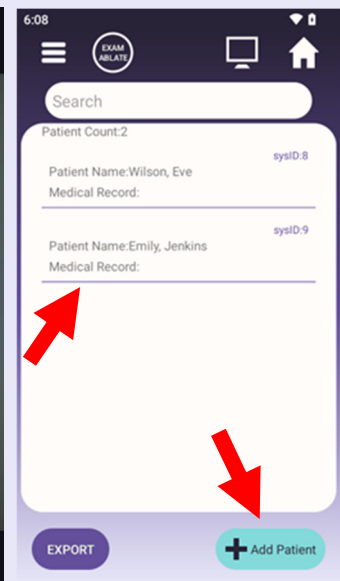 6:08
EXAM
ABLATE
Search
Patient Count:2
sysID:8
Patient Name:Wilson, Eve
Medical Record:
sysID:9
Patient Name:Emily, Jenkins
Medical Record:
EXPORT
Add Patient